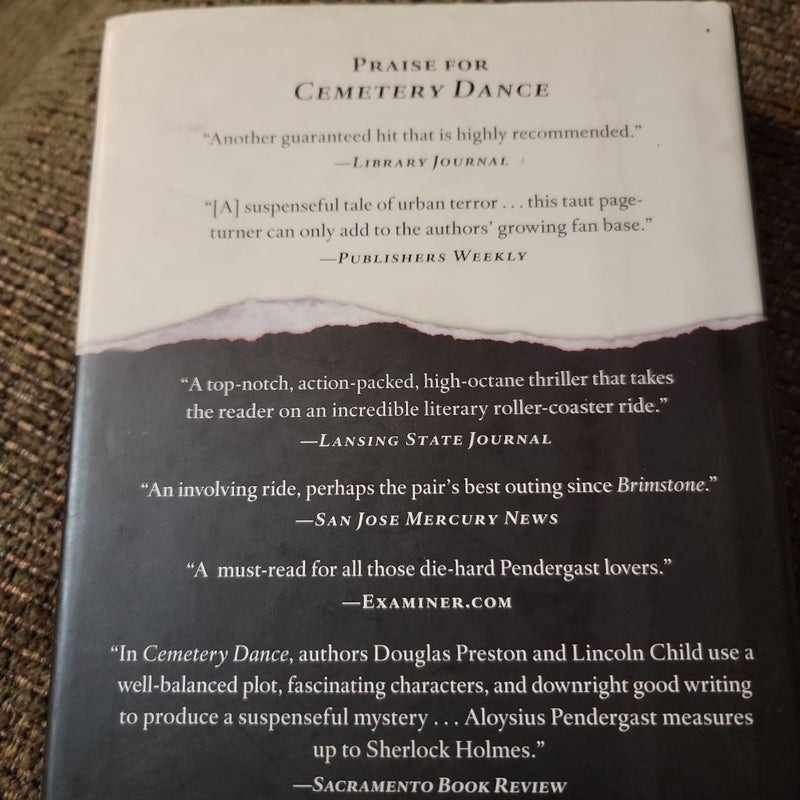 PRAISE FOR
CEMETERY DANCE
“Another guaranteed hit that is highly recommended.”
—LIBRARY JOURNAL
“[A] suspenseful tale of urban terror . . . this taut page-
turner can only add to the authors’ growing fan base.”
—PUBLISHERS WEEKLY
“A top-notch, action-packed, high-octane thriller that takes
the reader on an incredible literary roller-coaster ride.”
—LANSING STATE JOURNAL
“An involving ride, perhaps the pair’s best outing since Brimstone.”
—SAN JOSE MERCURY NEWS
“A must-read for all those die-hard Pendergast lovers.”
—EXAMINER.COM
“In Cemetery Dance, authors Douglas Preston and Lincoln Child use a
well-balanced plot, fascinating characters, and downright good writing
to produce a suspenseful mystery . . . Aloysius Pendergast measures
up to Sherlock Holmes.”
—SACRAMENTO BOOK REVIEW